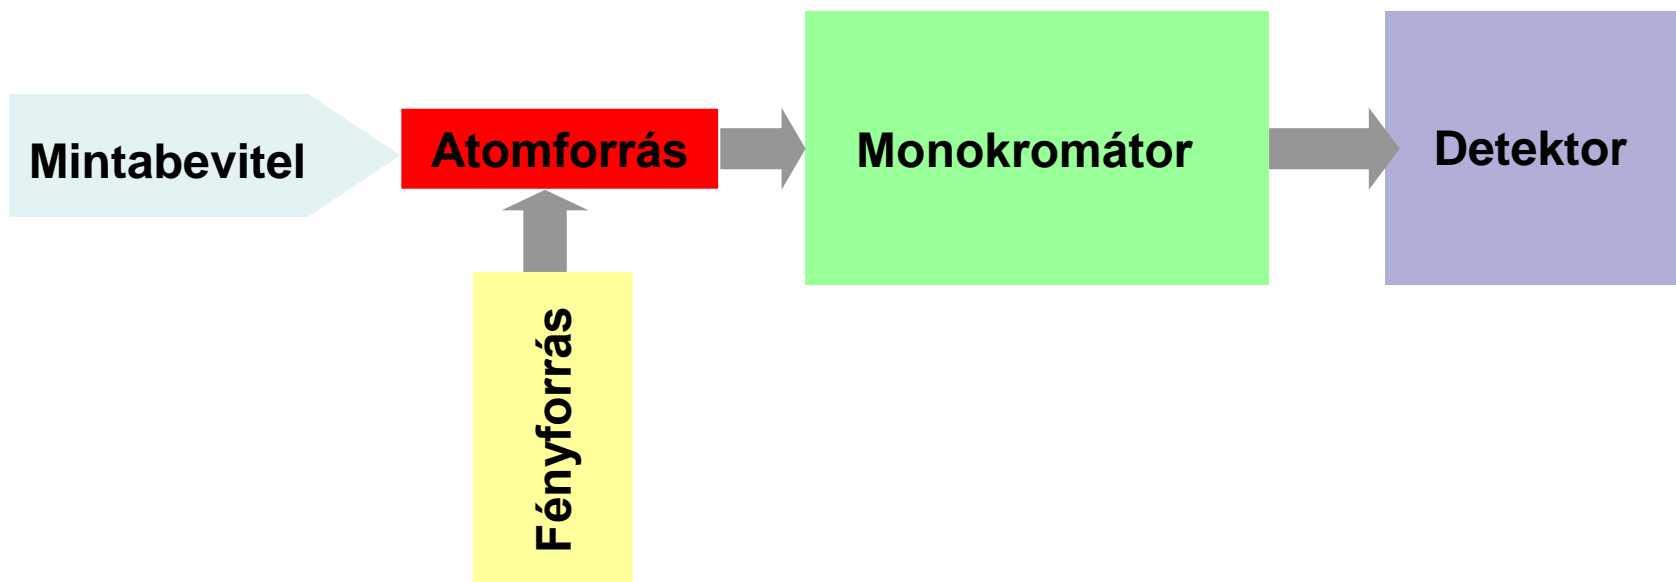 Mintabevitel
Atomforrás
Monokromátor
Detektor
Fényforrás